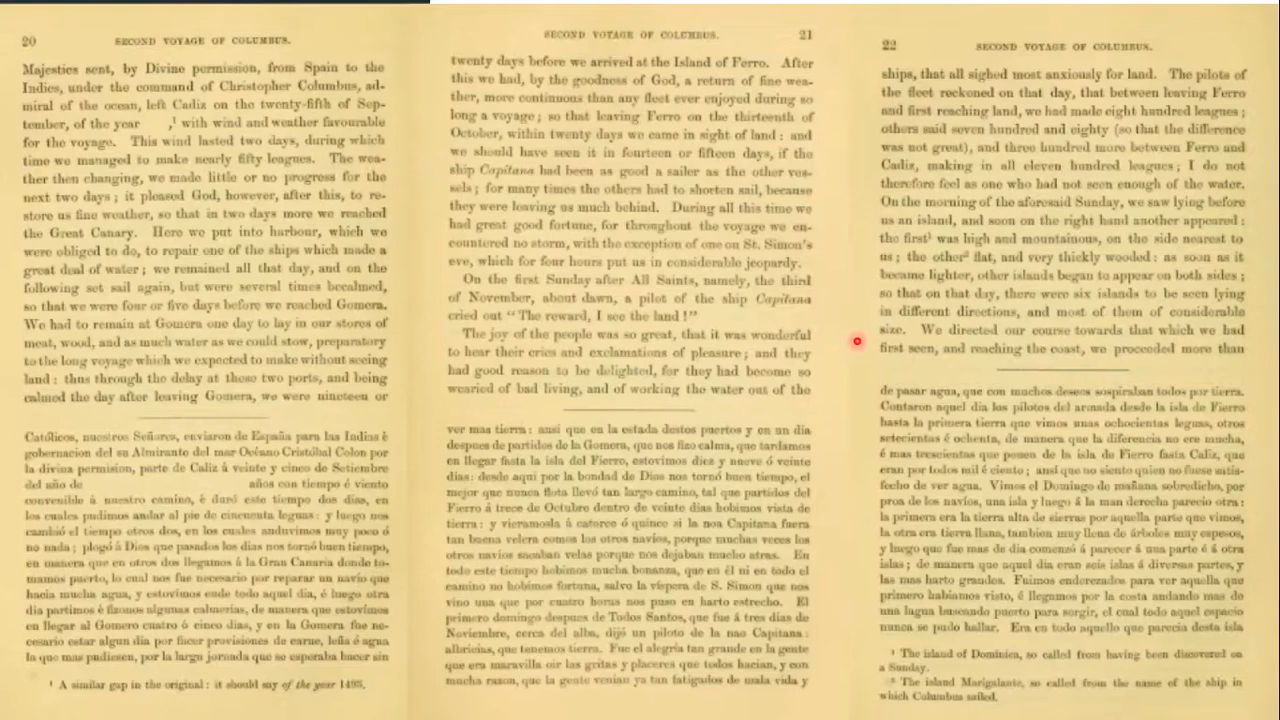 20
SECOND VOYAGE OF COLUMBUS.
Majesties sent, by Divine permission, from Spain to the
Indies, under the command of Christopher Columbus, ad-
miral of the ocean, left Cadiz on the twenty-fifth of Sep-
tember, of the year ,¹ with wind and weather favourable
for the voyage. This wind lasted two days, during which
time we managed to make nearly fifty leagues. The wea-
ther then changing, we made little or no progress for the
next two days; it pleased God, however, after this, to re-
store us fine weather, so that in two days more we reached
the Great Canary. Here we put into harbour, which we
were obliged to do, to repair one of the ships which made a
great deal of water; we remained all that day, and on the
following set sail again, but were several times becalmed,
so that we were four or five days before we reached Gomera.
We had to remain at Gomera one day to lay in our stores of
meat, wood, and as much water as we could stow, preparatory
to the long voyage which we expected to make without seeing
land: thus through the delay at these two ports, and being
calmed the day after leaving Gomera, we were nineteen or
Católicos, nuestros Señores, enviaron de España para las Indias é
gobernacion del su Almirante del mar Océano Cristóbal Colon por
la divina permision, parte de Caliz á veinte y cinco de Setiembre
del año de años con tiempo é viento
convenible á nuestro camino, é duró este tiempo dos dias, en
los cuales pudimos andar al pie de cincuenta leguas: y luego nos
cambió el tiempo otros dos, en los cuales anduvimos muy poco ó
no nada; plogó á Dios que pasados los dias nos tornó buen tiempo,
en manera que en otros dos llegamos á la Gran Canaria donde to-
mamos puerto, lo cual nos fue necesario por reparar un navío que
hacia mucha agua, y estovimos ende todo aquel dia, é luego otra
dia partimos é fizonos algunas calmerias, de manera que estovimos
en llegar al Gomero cuatro ó cinco dias, y en la Gomera fue ne-
cesario estar algun dia por facer provisiones de carne, leña é agua
la que mas pudiesen, por la larga jornada que se esperaba hacer sin
¹ A similar gap in the original: it should say of the year 1493.
SECOND VOYAGE OF COLUMBUS.
21
twenty days before we arrived at the Island of Ferro. After
this we had, by the goodness of God, a return of fine wea-
ther, more continuous than any fleet ever enjoyed during so
long a voyage; so that leaving Ferro on the thirteenth of
October, within twenty days we came in sight of land: and
we should have seen it in fourteen or fifteen days, if the
ship Capitana had been as good a sailer as the other ves-
sels; for many times the others had to shorten sail, because
they were leaving us much behind. During all this time we
had great good fortune, for throughout the voyage we en-
countered no storm, with the exception of one on St. Simon's
eve, which for four hours put us in considerable jeopardy.
On the first Sunday after All Saints, namely, the third
of November, about dawn, a pilot of the ship Capitana
cried out "The reward, I see the land!"
The joy of the people was so great, that it was wonderful
to hear their cries and exclamations of pleasure; and they
had good reason to be delighted, for they had become so
wearied of bad living, and of working the water out of the
ver mas tierra: ansi que en la estada destos puertos y en un dia
despues de partidos de la Gomera, que nos fizo calma, que tardamos
en llegar fasta la isla del Fierro, estovimos diez y nueve ó veinte
dias: desde aqui por la bondad de Dios nos tornó buen tiempo, el
mejor que nunca flota llevó tan largo camino, tal que partidos del
Fierro á trece de Octubre dentro de veinte dias hobimos vista de
tierra: y vieramosla á catorce ó quince si la nao Capitana fuera
tan buena velera comos los otros navíos, porque muchas veces los
otros navíos sacaban velas porque nos dejaban mucho atras. En
todo este tiempo hobimos mucha bonanza, que en él ni en todo el
camino no hobimos fortuna, salvo la víspera de S. Simon que nos
vino una que por cuatro horas nos puso en harto estrecho. El
primero domingo despues de Todos Santos, que fue á tres dias de
Noviembre, cerca del alba, dijó un piloto de la nao Capitana:
albricias, que tenemos tierra. Fue el alegria tan grande en la gente
que era maravilla oir las gritas y placeres que todos hacian, y con
mucha razon, que la gente venian ya tan fatigados de mala vida y
22
SECOND VOYAGE OF COLUMBUS.
ships, that all sighed most anxiously for land. The pilots of
the fleet reckoned on that day, that between leaving Ferro
and first reaching land, we had made eight hundred leagues;
others said seven hundred and eighty (so that the difference
was not great), and three hundred more between Ferro and
Cadiz, making in all eleven hundred leagues; I do not
therefore feel as one who had not seen enough of the water.
On the morning of the aforesaid Sunday, we saw lying before
us an island, and soon on the right hand another appeared:
the first¹ was high and mountainous, on the side nearest to
us; the other² flat, and very thickly wooded: as soon as it
became lighter, other islands began to appear on both sides;
so that on that day, there were six islands to be seen lying
in different directions, and most of them of considerable
size. We directed our course towards that which we had
first seen, and reaching the coast, we proceeded more than
de pasar agua, que con muchos deseos sospiraban todos por tierra.
Contaron aquel dia los pilotos del armada desde la isla de Fierro
hasta la primera tierra que vimos unas ochocientas leguas, otros
setecientas é ochenta, de manera que la diferencia no ere mucha,
é mas trescientas que ponen de la isla de Fierro fasta Caliz, que
eran por todos mil é ciento; ansi que no siento quien no fuese satis-
fecho de ver agua. Vimos el Domingo de mañana sobredicho, por
proa de los navíos, una isla y luego á la man derecha parecio otra:
la primera era la tierra alta de sierras por aquella parte que vimos,
la otra era tierra llana, tambien muy llena de árboles muy espesos,
y luego que fue mas de dia comenzó á parecer á una parte é á otra
islas; de manera que aquel dia eran seis islas á diversas partes, y
las mas harto grandes. Fuimos enderezados para ver aquella que
primero habiamos visto, é llegamos por la costa andando mas de
una lagua buscando puerto para sorgir, el cual todo aquel espacio
nunca se pudo hallar. Era en todo aquello que parecia desta isla
¹ The island of Dominica, so called from having been discovered on
a Sunday.
² The island Marigalante, so called from the name of the ship in
which Columbus sailed.